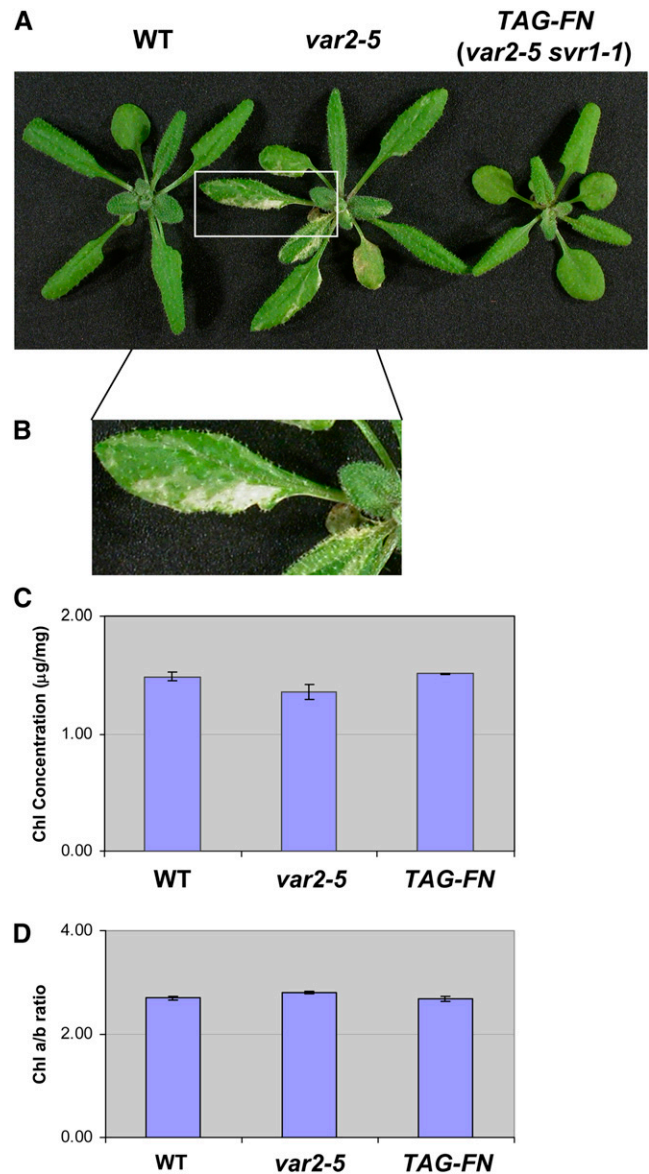 A
WT
var2-5
TAG-FN
(var2-5 svr1-1)
B
C
Chl Concentration (µg/mg)
2.00
1.00
0.00
WT
var2-5
TAG-FN
D
Chl a/b ratio
4.00
2.00
0.00
WT
var2-5
TAG-FN